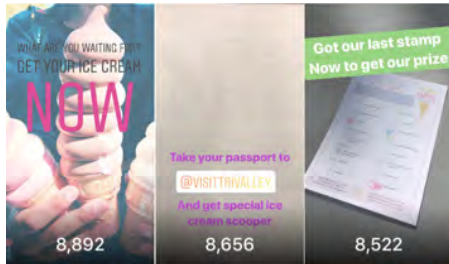 WHAT ARE YOU WAITING FOR?
GET YOUR ICE CREAM
NOW
8,892
Take your passport to
@VISITTRIVALLEY
And get special ice
cream scooper
8,656
Got our last stamp
Now to get our prize
8,522